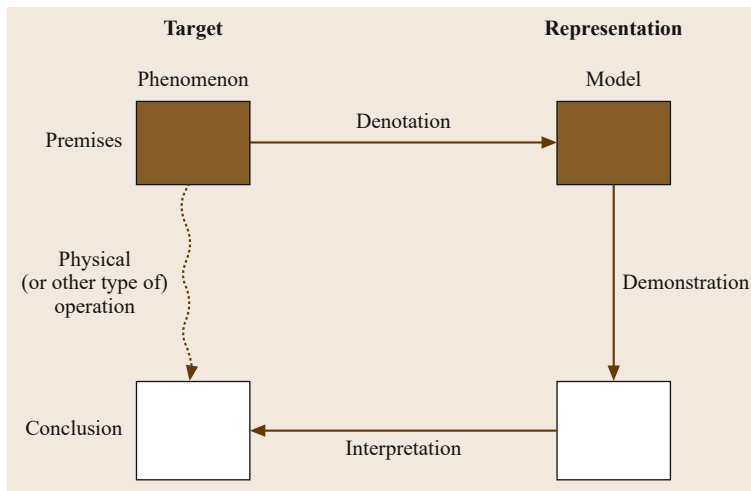 Target
Representation
Phenomenon
Model
Premises
Denotation
Physical
(or other type of)
operation
Demonstration
Conclusion
Interpretation